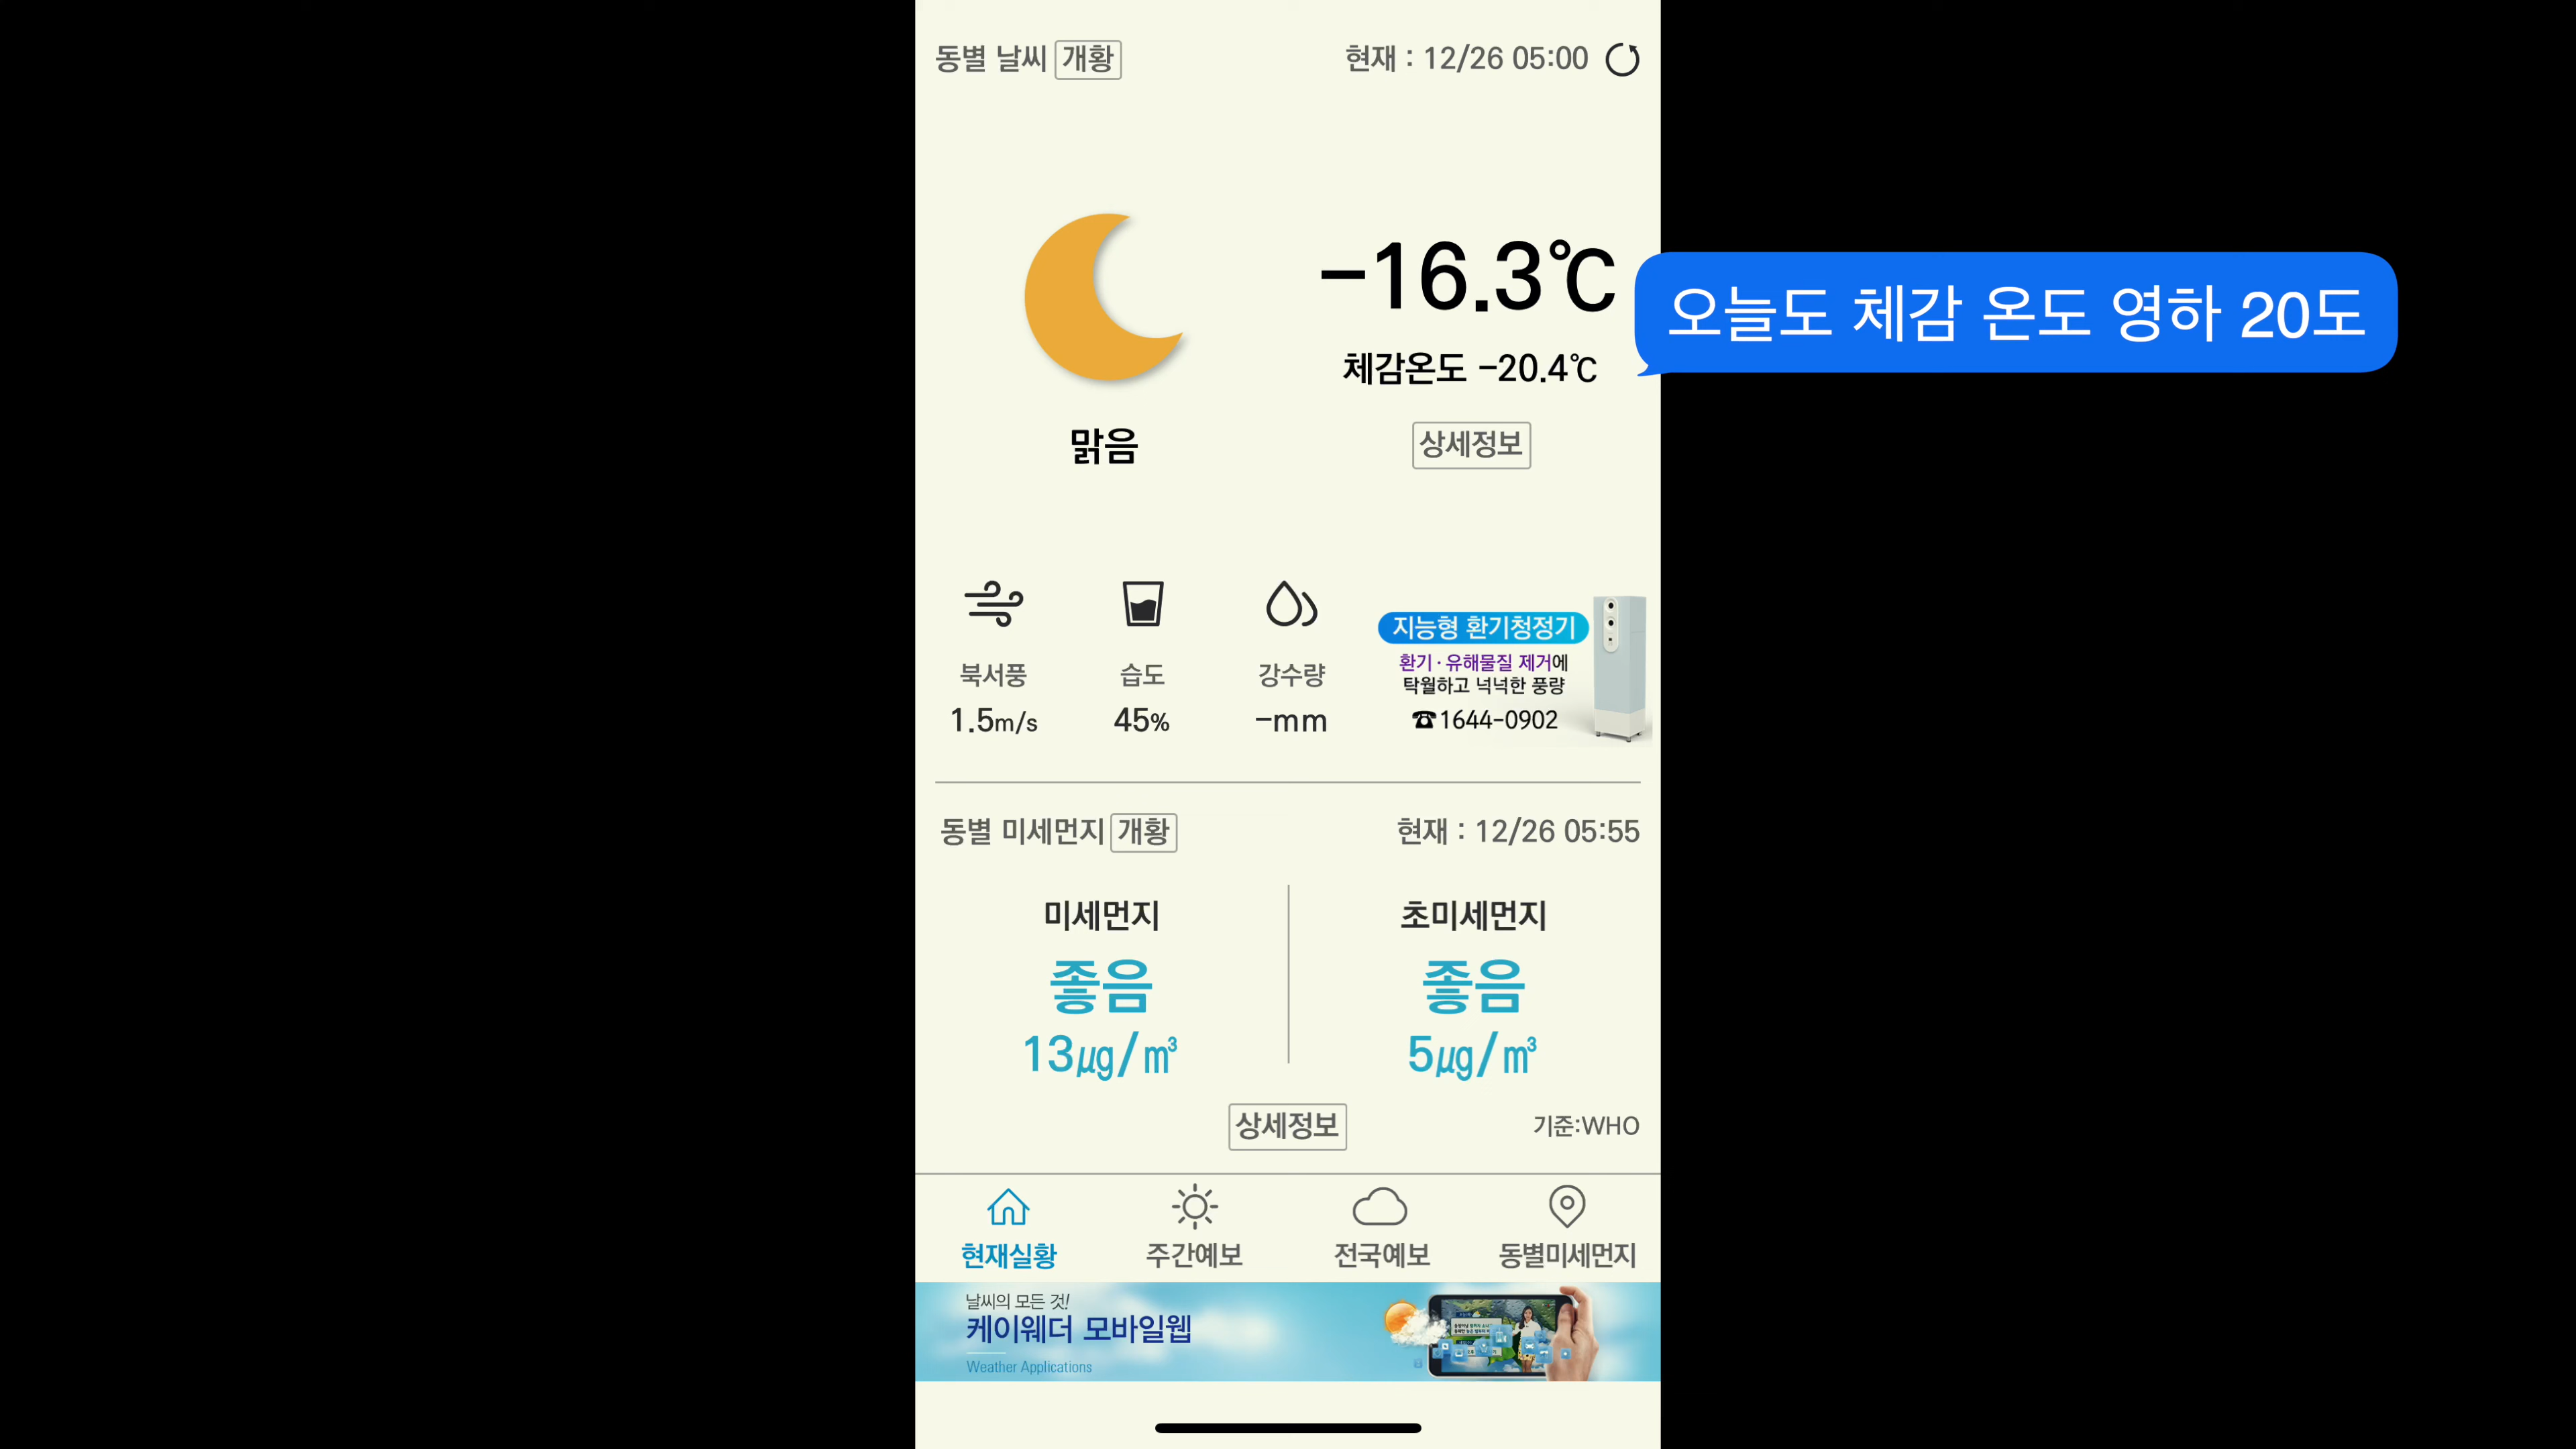 동별 날씨 개황
현재 : 12/26 05:00
-16.3℃
체감온도 -20.4℃
오늘도 체감 온도 영하 20도
맑음
상세정보
북서풍
1.5m/s
습도
45%
강수량
-mm
지능형 환기청정기
환기·유해물질 제거에
탁월하고 넉넉한 풍량
☎1644-0902
동별 미세먼지 개황
현재 : 12/26 05:55
미세먼지
좋음
13㎍/㎥
초미세먼지
좋음
5㎍/㎥
상세정보
기준:WHO
현재실황
주간예보
전국예보
동별미세먼지
날씨의 모든 것!
케이웨더 모바일웹
Weather Applications